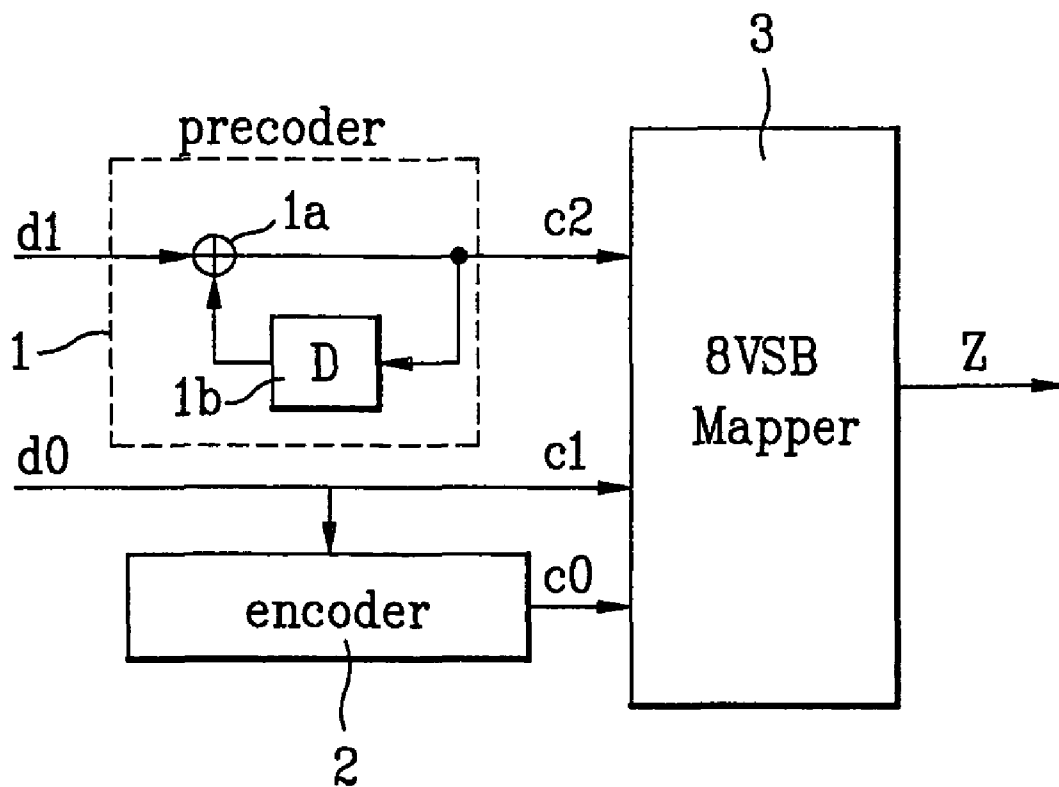 3
precoder
1a
d1
c2
1
D
1b
8VSB
Mapper
Z
d0
c1
c0
encoder
2